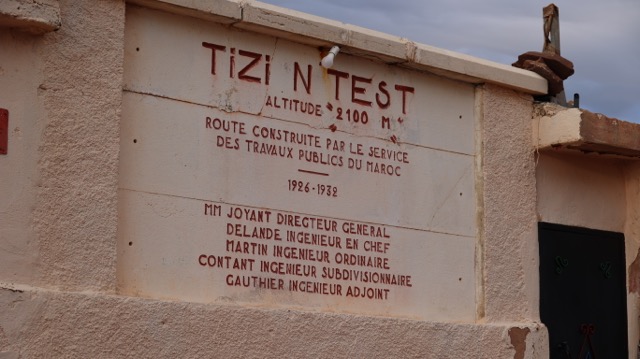 TIZI N TEST
ALTITUDE 2100 M
ROUTE CONSTRUITE PAR LE SERVICE
DES TRAVAUX PUBLICS DU MAROC
1926-1932
MM JOYANT DIRECTEUR GENERAL
DELANDE INGENIEUR EN CHEF
MARTIN INGENIEUR ORDINAIRE
CONTANT INGENIEUR SUBDIVISIONNAIRE
GAUTHIER INGENIEUR ADJOINT